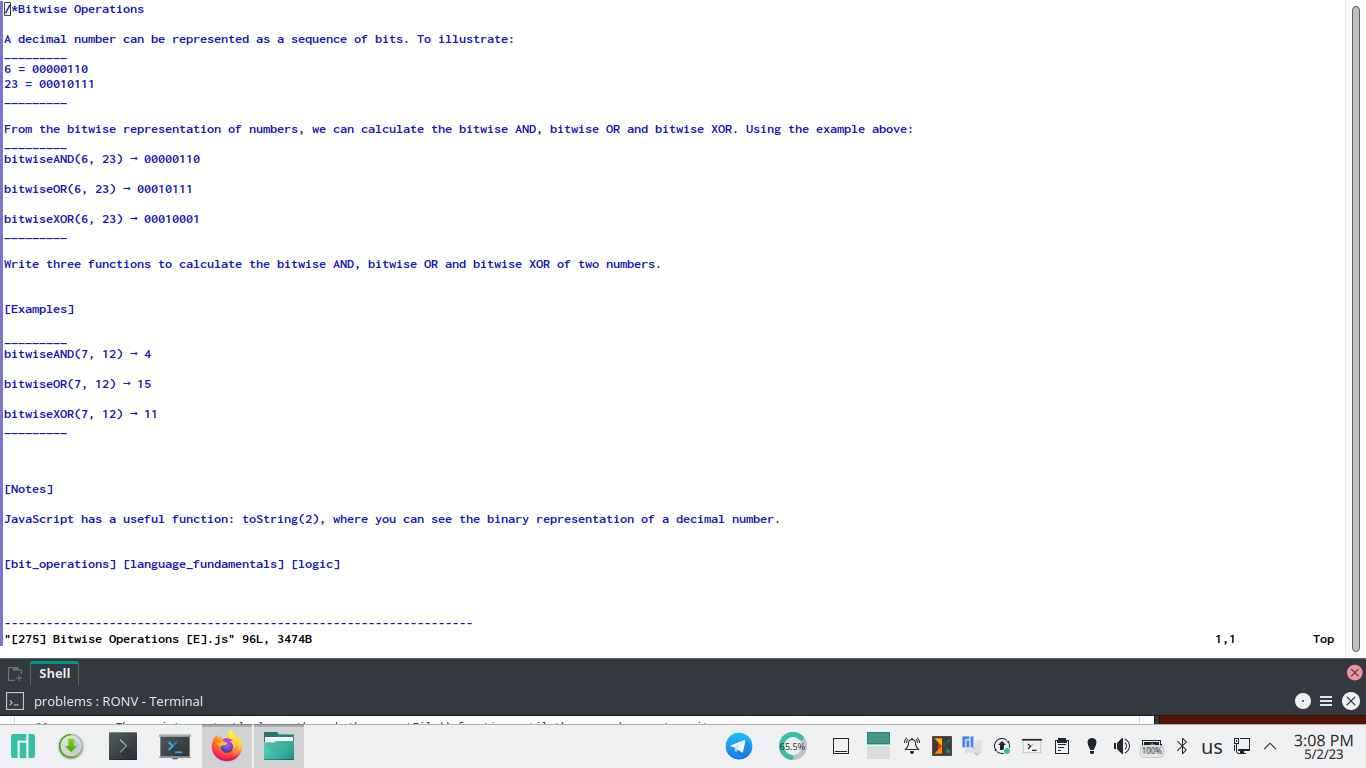 /*Bitwise Operations
A decimal number can be represented as a sequence of bits. To illustrate:
_________
6 = 00000110
23 = 00010111
_________
From the bitwise representation of numbers, we can calculate the bitwise AND, bitwise OR and bitwise XOR. Using the example above:
_________
bitwiseAND(6, 23) → 00000110
bitwiseOR(6, 23) → 00010111
bitwiseXOR(6, 23) → 00010001
_________
Write three functions to calculate the bitwise AND, bitwise OR and bitwise XOR of two numbers.
[Examples]
_________
bitwiseAND(7, 12) → 4
bitwiseOR(7, 12) → 15
bitwiseXOR(7, 12) → 11
_________
[Notes]
JavaScript has a useful function: toString(2), where you can see the binary representation of a decimal number.
[bit_operations] [language_fundamentals] [logic]
-------------------------------------------------------------------
"[275] Bitwise Operations [E].js" 96L, 3474B 1,1 Top
Shell
problems : RONV - Terminal
65.5% 100% us 3:08 PM
5/2/23